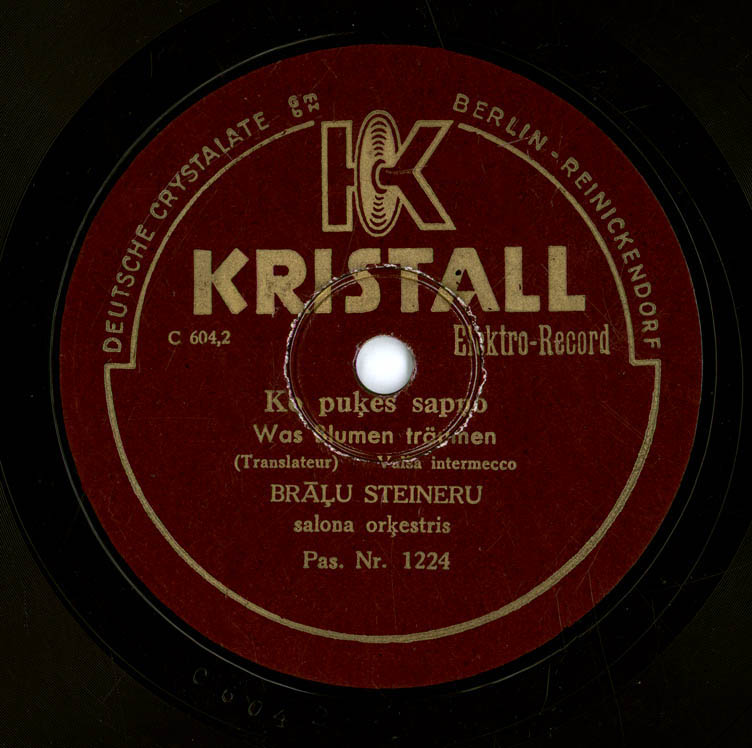 DEUTSCHE CRYSTALATE GES M B BERLIN-REINICKENDORF
K
KRISTALL
C 604,2
Elektro-Record
Ko puķes sapņo
Was Blumen träumen
(Translateur) Valsa intermecco
BRĀĻU STEINERU
salona orķestris
Pas. Nr. 1224
C 604